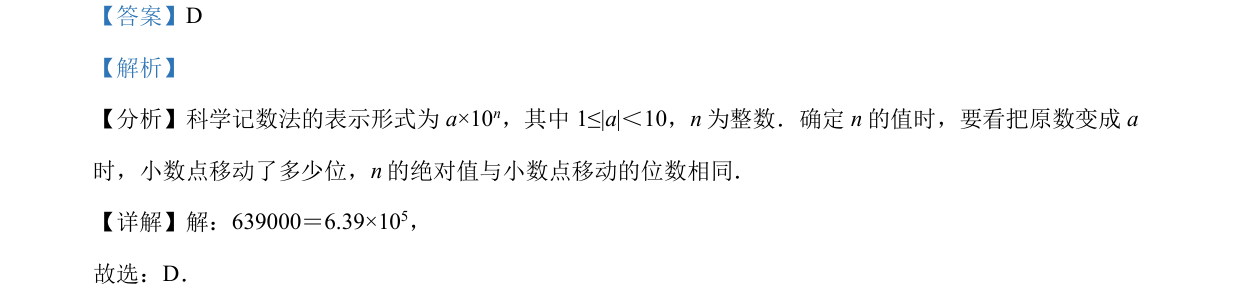 【答案】D
【解析】
【分析】科学记数法的表示形式为 a×10ⁿ，其中 1≤|a|＜10，n 为整数．确定 n 的值时，要看把原数变成 a
时，小数点移动了多少位，n 的绝对值与小数点移动的位数相同．
【详解】解：639000＝6.39×10⁵，
故选：D．